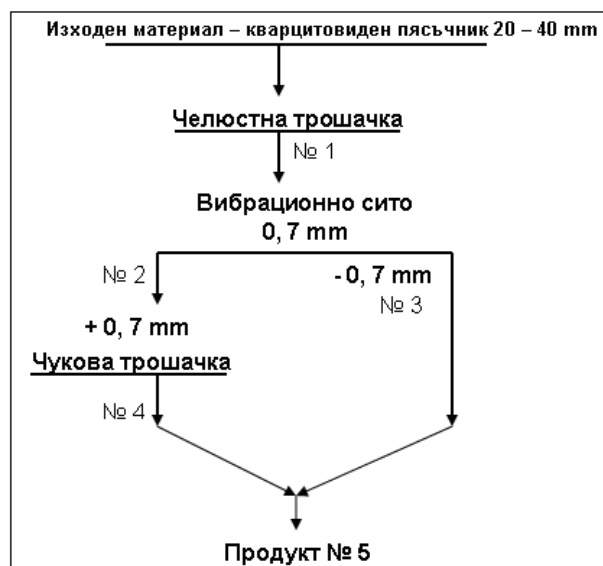 Изходен материал – кварцитовиден пясъчник 20 – 40 mm
Челюстна трошачка
№ 1
Вибрационно сито
0, 7 mm
№ 2
- 0, 7 mm
№ 3
+ 0, 7 mm
Чукова трошачка
№ 4
Продукт № 5